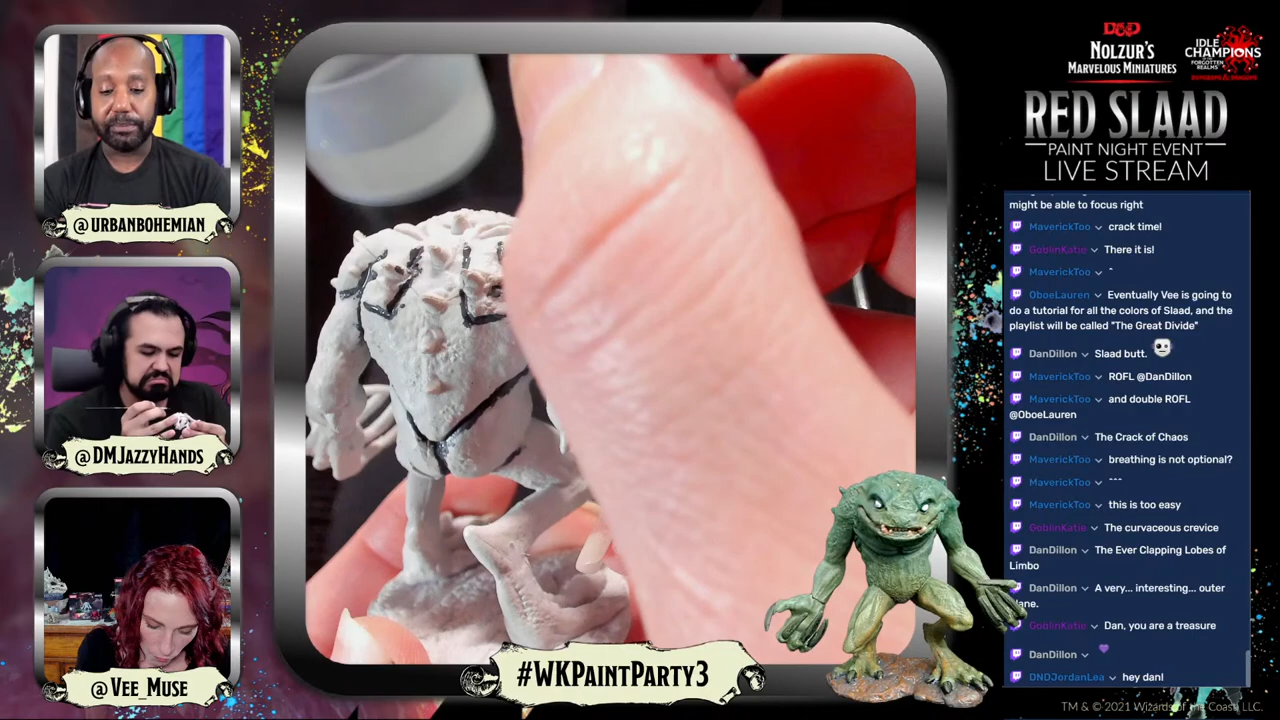 @URBANBOHEMIAN
@DMJAZZYHANDS
@VEE_MUSE
#WKPAINTPARTY3
D&D
NOLZUR'S
MARVELOUS MINIATURES
IDLE
CHAMPIONS
OF THE
FORGOTTEN
REALMS
DUNGEONS & DRAGONS
RED SLAAD
PAINT NIGHT EVENT
LIVE STREAM
might be able to focus right
MaverickToo crack time!
GoblinKatie There it is!
MaverickToo ^
OboeLauren Eventually Vee is going to
do a tutorial for all the colors of Slaad, and the
playlist will be called "The Great Divide"
DanDillon Slaad butt.
MaverickToo ROFL @DanDillon
MaverickToo and double ROFL
@OboeLauren
DanDillon The Crack of Chaos
MaverickToo breathing is not optional?
MaverickToo ^^^
MaverickToo this is too easy
GoblinKatie The curvaceous crevice
DanDillon The Ever Clapping Lobes of
Limbo
DanDillon A very... interesting... outer
plane.
GoblinKatie Dan, you are a treasure
DanDillon
DNDJordanLea hey dan!
TM & © 2021 Wizards of the Coast LLC.